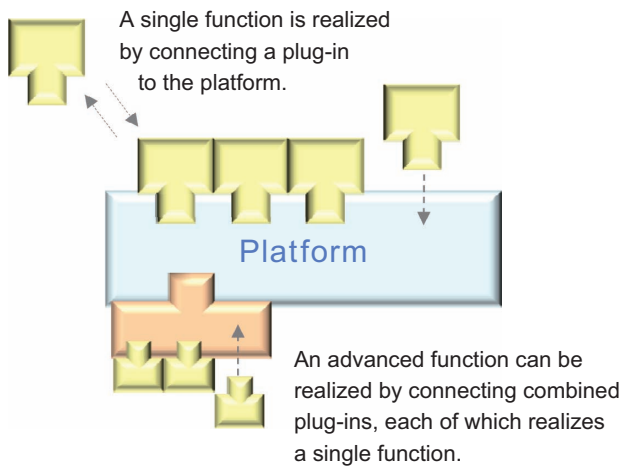 A single function is realized
by connecting a plug-in
to the platform.
Platform
An advanced function can be
realized by connecting combined
plug-ins, each of which realizes
a single function.